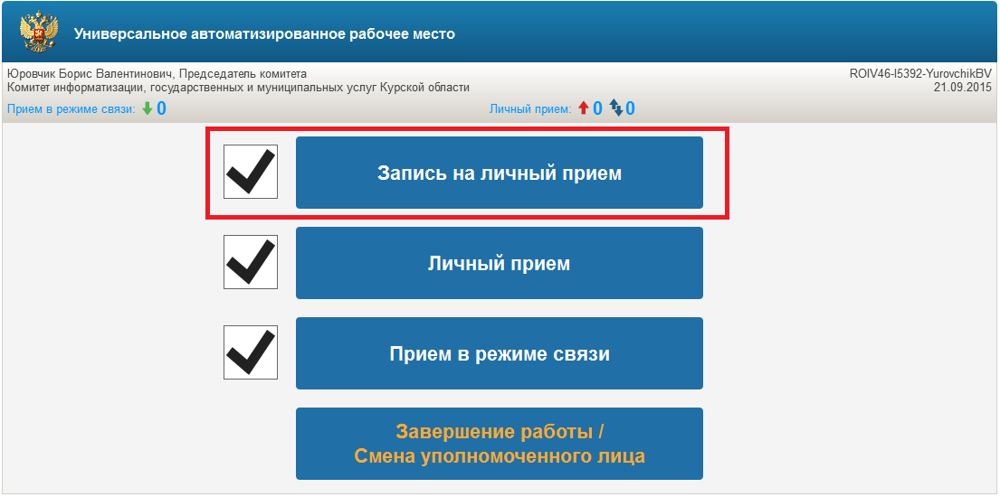 Универсальное автоматизированное рабочее место
Юровчик Борис Валентинович, Председатель комитета
ROIV46-I5392-YurovchikBV
Комитет информатизации, государственных и муниципальных услуг Курской области
21.09.2015
Прием в режиме связи: 0
Личный прием: 0 0
Запись на личный прием
Личный прием
Прием в режиме связи
Завершение работы /
Смена уполномоченного лица